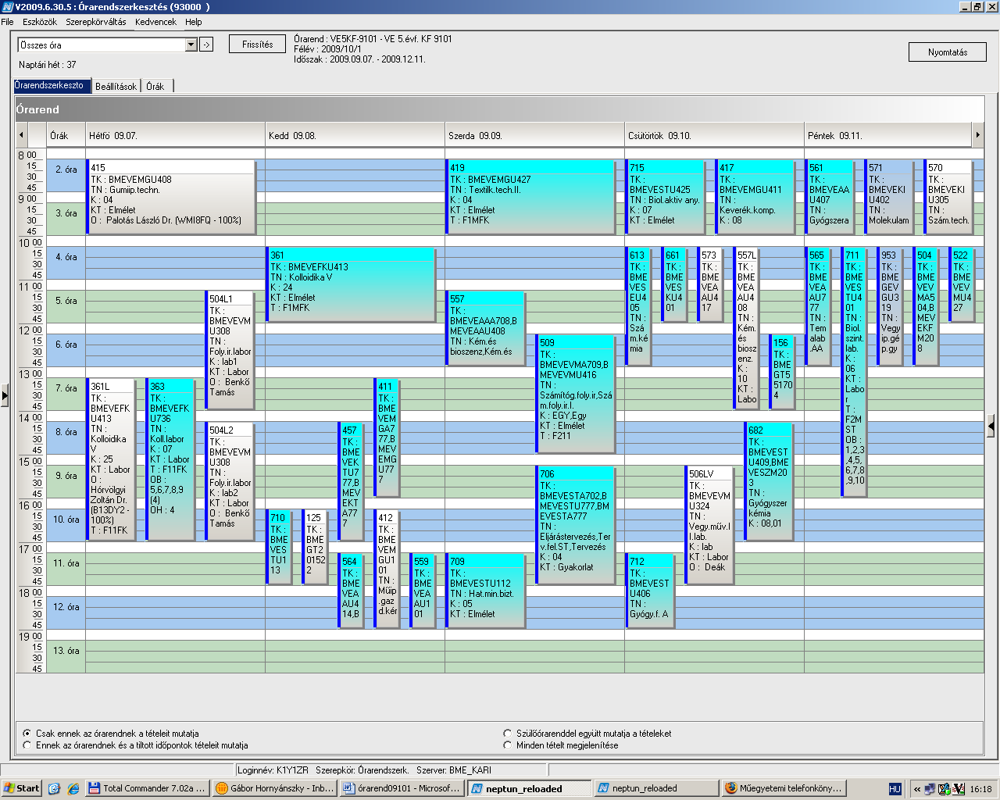 V2009.6.30.5 : Órarendszerkesztés (93000  )
File Eszközök Szerepkörváltás Kedvencek Help
Összes óra
->
Frissítés
Órarend : VE5KF-9101 - VE 5.évf. KF 9101
Félév : 2009/10/1
Időszak : 2009.09.07. - 2009.12.11.
Nyomtatás
Naptári hét : 37
Órarendszerkeszto Beállítások Órák
Órarend
Órák Hétfő 09.07. Kedd 09.08. Szerda 09.09. Csütörtök 09.10. Péntek 09.11.
8 00
15
30
45
9 00
15
30
45
10 00
15
30
45
11 00
15
30
45
12 00
15
30
45
13 00
15
30
45
14 00
15
30
45
15 00
15
30
45
16 00
15
30
45
17 00
15
30
45
18 00
15
30
45
19 00
15
30
45
2. óra
3. óra
4. óra
5. óra
6. óra
7. óra
8. óra
9. óra
10. óra
11. óra
12. óra
13. óra
415
TK : BMEVEMGU408
TN : Gumiip.techn.
K : 04
KT : Elmélet
O : Palotás László Dr. (WMI8FQ - 100%)
504L1
TK :
BMEVEVM
U308
TN :
Foly.ir.labor
K : lab1
KT : Labor
O : Benkő
Tamás
361L
TK :
BMEVEFK
U413
TN :
Kolloidika
V
K : 25
KT : Labor
O :
Hórvölgyi
Zoltán Dr.
(B13DY2 -
100%)
T : F11FK
363
TK :
BMEVEFK
U736
TN :
Koll.labor
K : 07
KT : Labor
T : F11FK
OB :
5,6,7,8,9
(4)
OH : 4
504L2
TK :
BMEVEVM
U308
TN :
Foly.ir.labor
K : lab2
KT : Labor
O : Benkő
Tamás
361
TK : BMEVEFKU413
TN : Kolloidika V
K : 24
KT : Elmélet
T : F1MFK
411
TK :
BME
VEM
GA7
77,B
MEV
EMG
U77
7
457
TK :
BME
VEK
TU7
77,B
MEV
EKT
A77
7
710
TK :
BME
VES
TU1
13
125
TK :
BME
GT2
0152
2
412
TK :
BME
VEM
GU1
01
TN :
Műip
.gaz
d.kér
564
TK :
BME
VEA
AU4
14,B
559
TK :
BME
VEA
AU1
01
419
TK : BMEVEMGU427
TN : Textilk.tech.II.
K : 04
KT : Elmélet
T : F1MFK
557
TK :
BMEVEAAA708,B
MEVEAAU408
TN : Kém.és
bioszenz,Kém.és
509
TK :
BMEVEVMA709,B
MEVEVMU416
TN :
Számítóg.foly.ir,Szá
m.foly.ir.I.
K : EGY,Egy
KT : Elmélet
T : F211
706
TK :
BMEVESTA702,B
MEVESTU777,BM
EVESTA777
TN :
Eljárástervezés,Ter
v.fel.ST,Tervezés
K : 04
KT : Gyakorlat
709
TK :
BMEVESTU112
TN : Hat.min.bizt.
K : 05
KT : Elmélet
715
TK :
BMEVESTU425
TN : Biol.aktiv any.
K : 07
KT : Elmélet
417
TK :
BMEVEMGU411
TN :
Keverék.komp.
K : 08
613
TK :
BME
VES
EU4
05
TN :
Szá
m.ké
mia
661
TK :
BME
VES
KU4
01
573
TK :
BME
VEA
AU4
17
557L
TK :
BME
VEA
AU4
08
TN :
Kém.
és
biosz
enz.
K :
10
KT :
Labo
156
TK :
BME
GT5
5170
4
682
TK :
BMEVEST
U409,BME
VESZM20
3
TN :
Gyógyszer
kémia
K : 08,01
506LV
TK :
BMEVEVM
U324
TN :
Vegy.műv.I
I.lab.
K : lab
KT : Labor
O : Deák
712
TK :
BMEVEST
U406
TN :
Gyógy.f. A
561
TK :
BMEVEAA
U407
TN :
Gyógyszera
571
TK :
BMEVEKI
U402
TN :
Molekulam
570
TK :
BMEVEKI
U305
TN :
Szám.tech.
565
TK :
BME
VEA
AU7
77
TN :
Tem
alab
.AA
711
TK :
BME
VES
TU4
01
TN :
Biol.
szint.
lab.
K :
06
KT :
Labo
r
T :
F2M
ST
OB :
1,2,3
,4,5,
6,7,8
,9,10
953
TK :
BME
GEV
GU3
19
TN :
Vegy
ip.gé
p.gy
504
TK :
BME
VEV
MA5
04,B
MEV
EKF
M20
8
522
TK :
BME
VEV
MU4
27
Csak ennek az órarendnek a tételeit mutatja
Ennek az órarendnek és a tiltott időpontok tételeit mutatja
Szülőórarenddel együtt mutatja a tételeket
Minden tételt megjelenítése
Loginnév: K1Y1ZR Szerepkör: Órarendszerk. Szerver: BME_KARI
Start Total Commander 7.02a ... Gábor Hornyánszky - Inb... órarend09101 - Microsof... neptun_reloaded neptun_reloaded Műegyetemi telefonköny... HU « 16:18